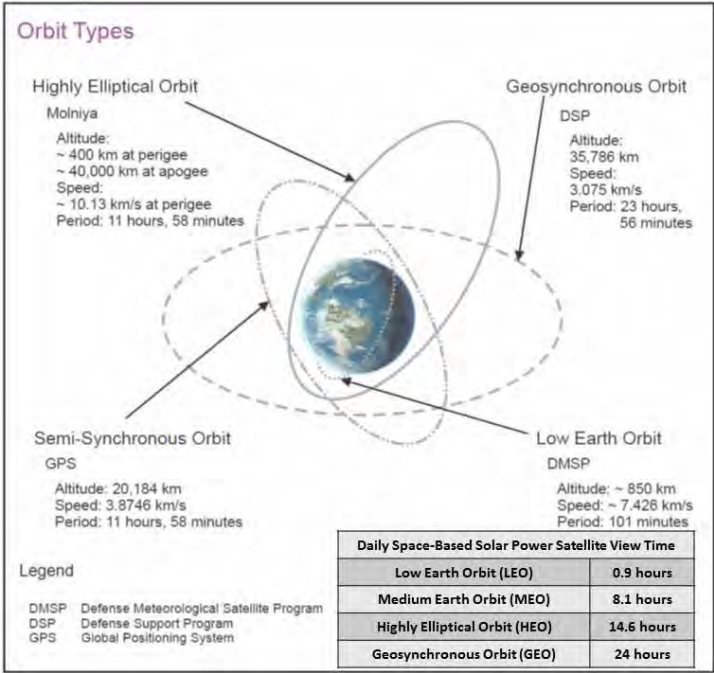 Orbit Types
Highly Elliptical Orbit
Molniya
Altitude:
~ 400 km at perigee
~ 40,000 km at apogee
Speed:
~ 10.13 km/s at perigee
Period: 11 hours, 58 minutes
Geosynchronous Orbit
DSP
Altitude:
35,786 km
Speed:
3.075 km/s
Period: 23 hours,
56 minutes
Semi-Synchronous Orbit
GPS
Altitude: 20,184 km
Speed: 3.8746 km/s
Period: 11 hours, 58 minutes
Low Earth Orbit
DMSP
Altitude: ~ 850 km
Speed: ~ 7.426 km/s
Period: 101 minutes
Legend
DMSP Defense Meteorological Satellite Program
DSP Defense Support Program
GPS Global Positioning System
Daily Space-Based Solar Power Satellite View Time
Low Earth Orbit (LEO) 0.9 hours
Medium Earth Orbit (MEO) 8.1 hours
Highly Elliptical Orbit (HEO) 14.6 hours
Geosynchronous Orbit (GEO) 24 hours